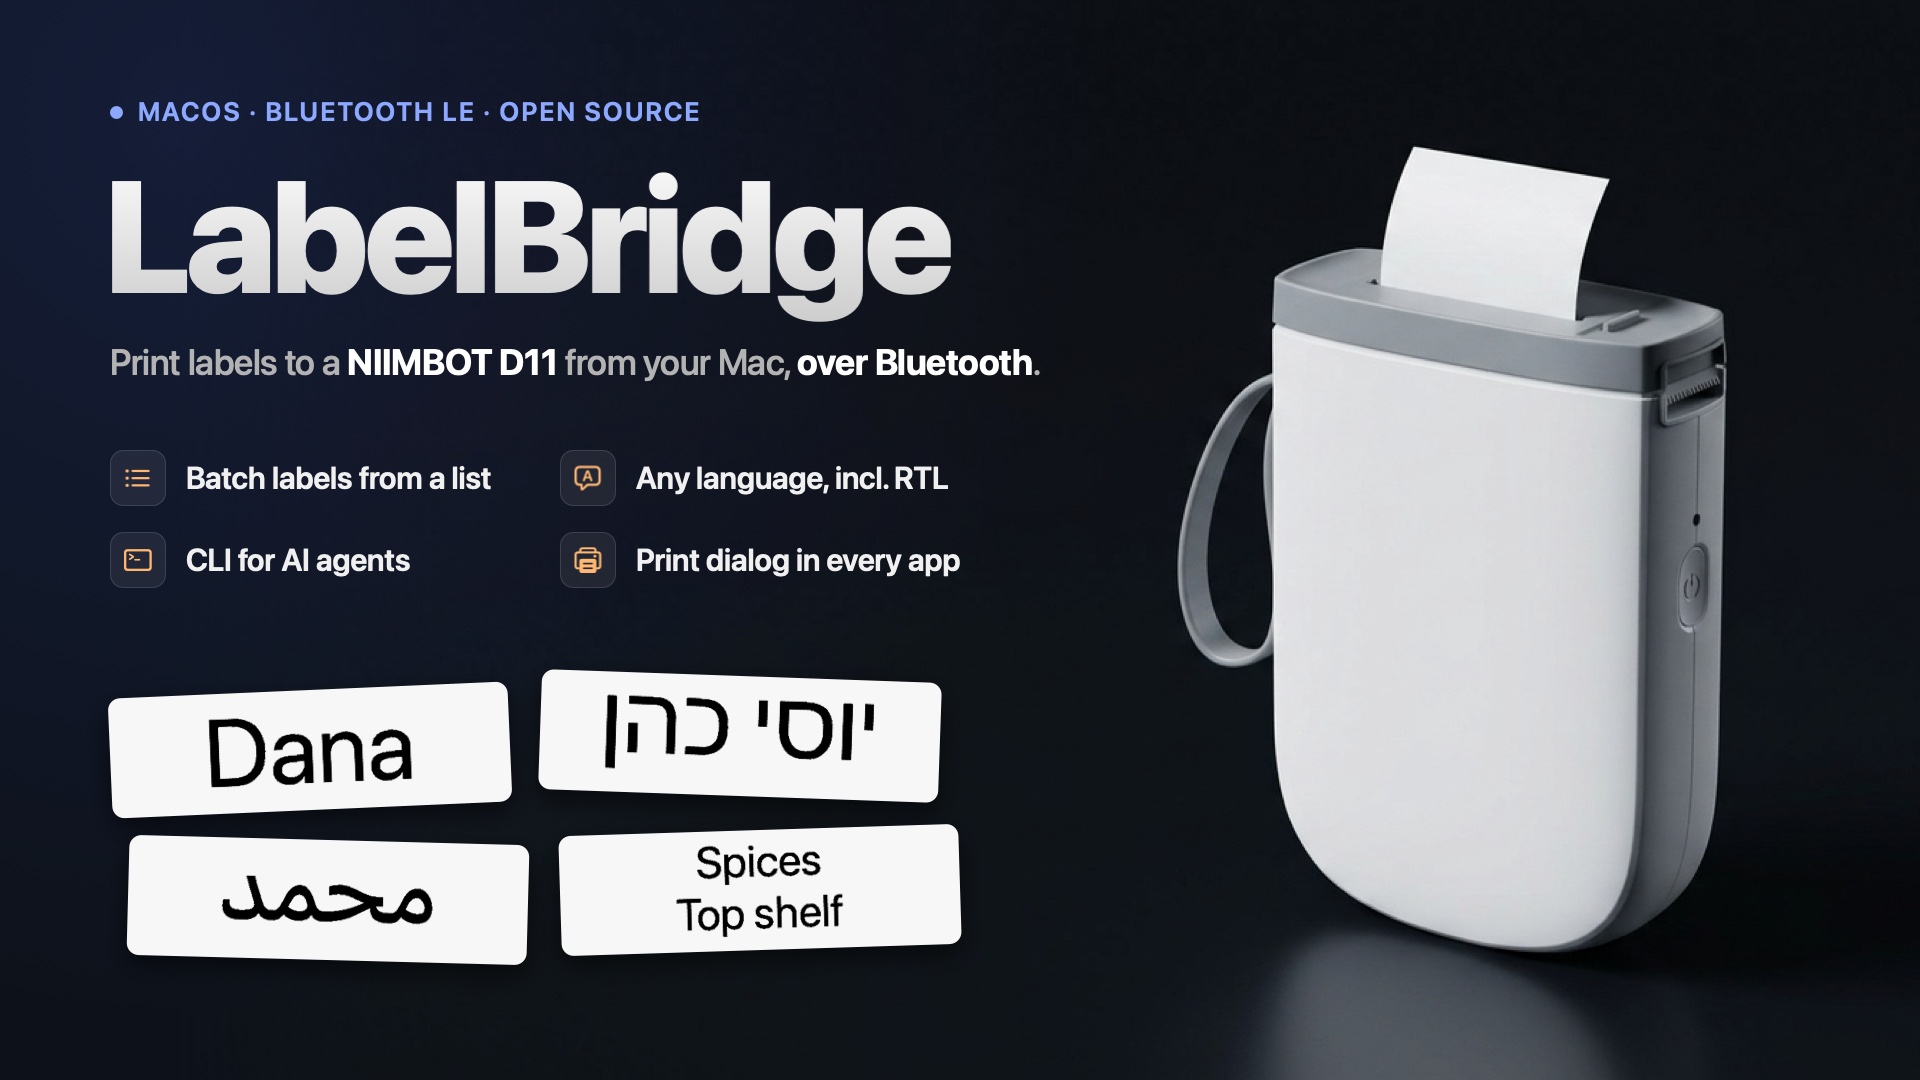 MACOS · BLUETOOTH LE · OPEN SOURCE
LabelBridge
Print labels to a NIIMBOT D11 from your Mac, over Bluetooth.
Batch labels from a list
Any language, incl. RTL
CLI for AI agents
Print dialog in every app
Dana
יוסי כהן
محمد
Spices
Top shelf